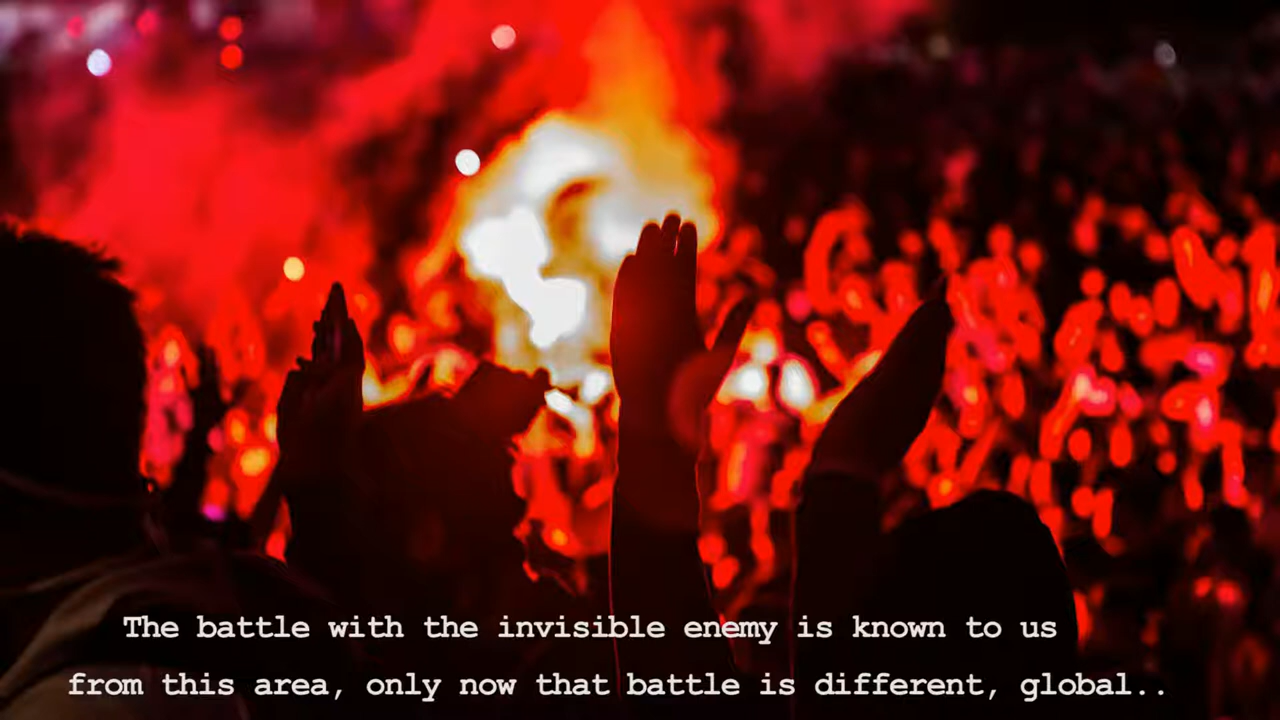 The battle with the invisible enemy is known to us
from this area, only now that battle is different, global..